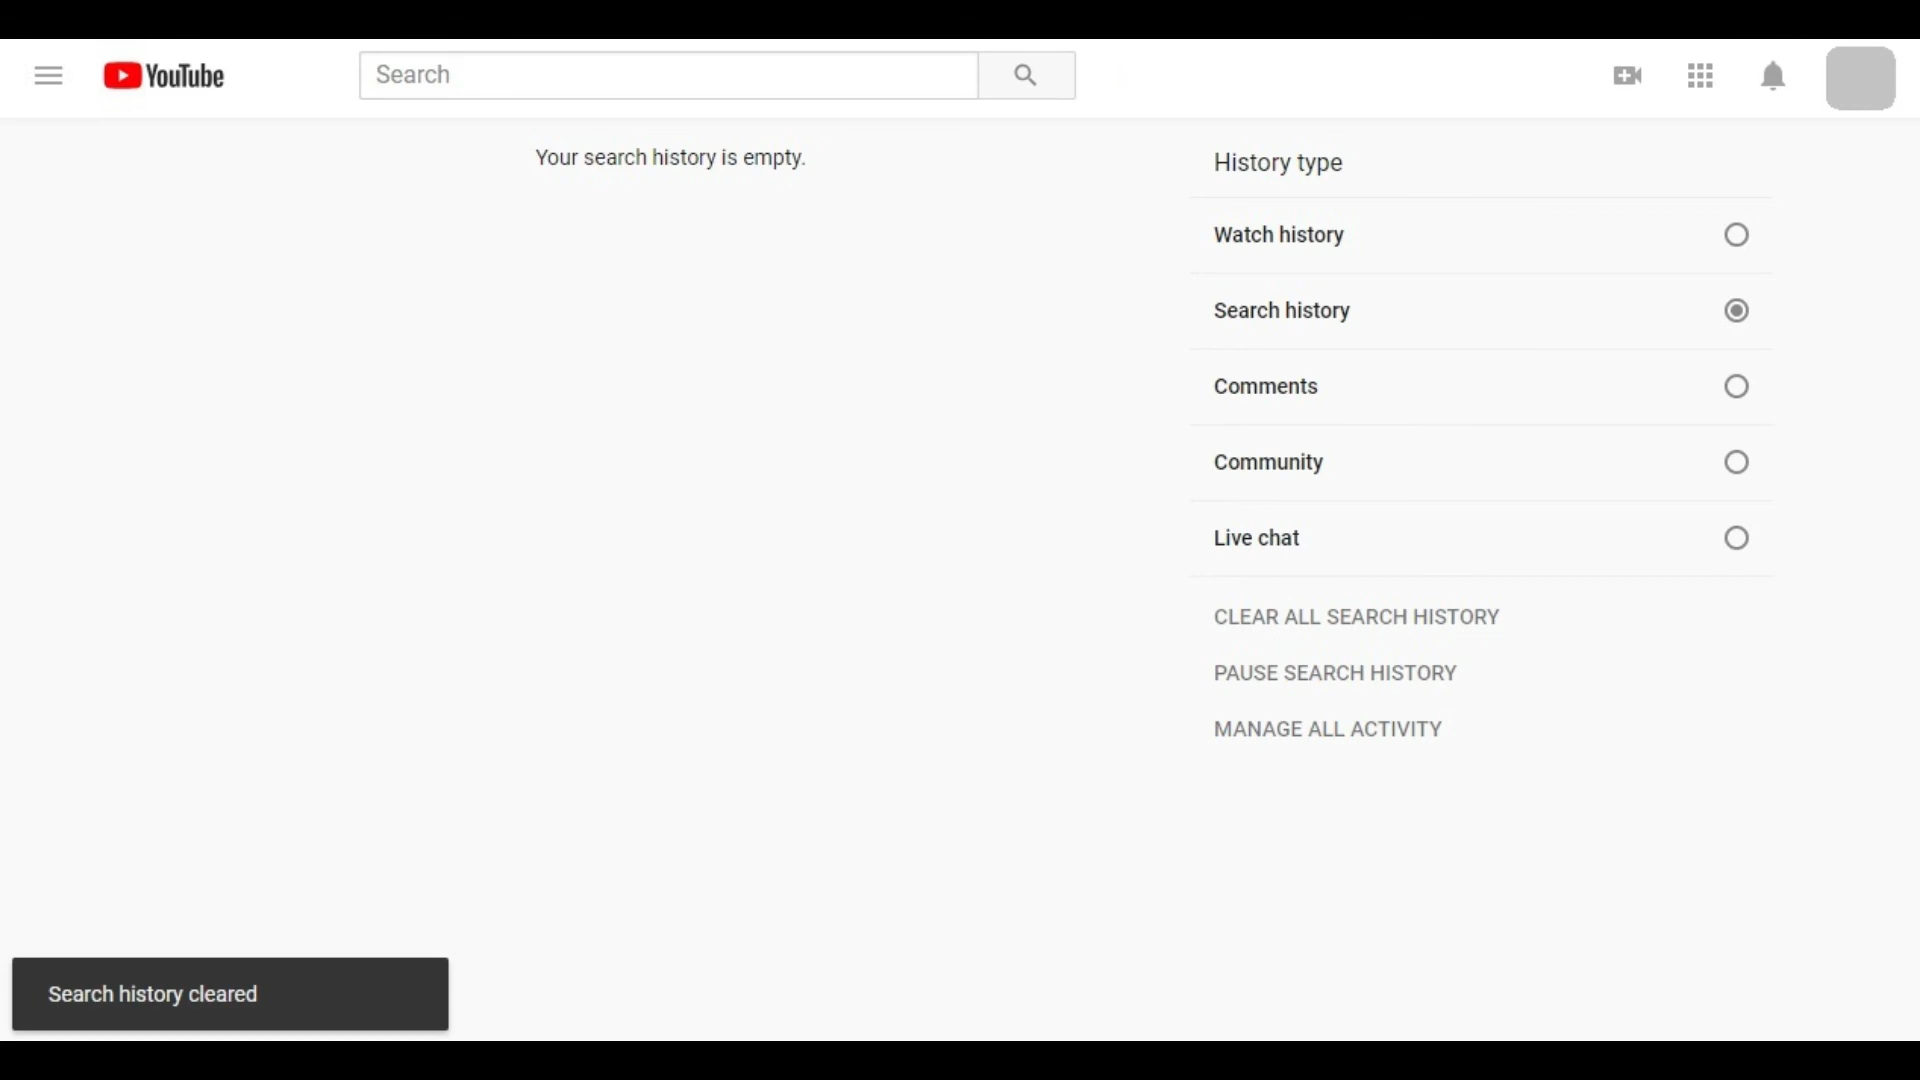 YouTube
Search
Your search history is empty.
History type
Watch history
Search history
Comments
Community
Live chat
CLEAR ALL SEARCH HISTORY
PAUSE SEARCH HISTORY
MANAGE ALL ACTIVITY
Search history cleared